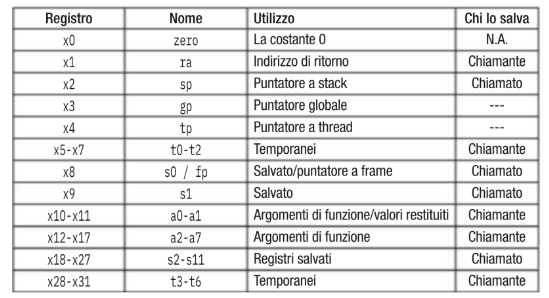 Registro Nome Utilizzo Chi lo salva
x0 zero La costante 0 N.A.
x1 ra Indirizzo di ritorno Chiamante
x2 sp Puntatore a stack Chiamato
x3 gp Puntatore globale ---
x4 tp Puntatore a thread ---
x5-x7 t0-t2 Temporanei Chiamante
x8 s0 / fp Salvato/puntatore a frame Chiamato
x9 s1 Salvato Chiamato
x10-x11 a0-a1 Argomenti di funzione/valori restituiti Chiamante
x12-x17 a2-a7 Argomenti di funzione Chiamante
x18-x27 s2-s11 Registri salvati Chiamato
x28-x31 t3-t6 Temporanei Chiamante